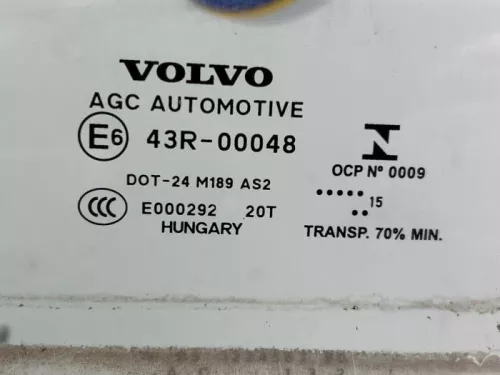 VOLVO
AGC AUTOMOTIVE
E6 43R-00048
DOT-24 M189 AS2
CCC E000292 20T
HUNGARY
N
OCP Nº 0009
••••• 15
••
TRANSP. 70% MIN.